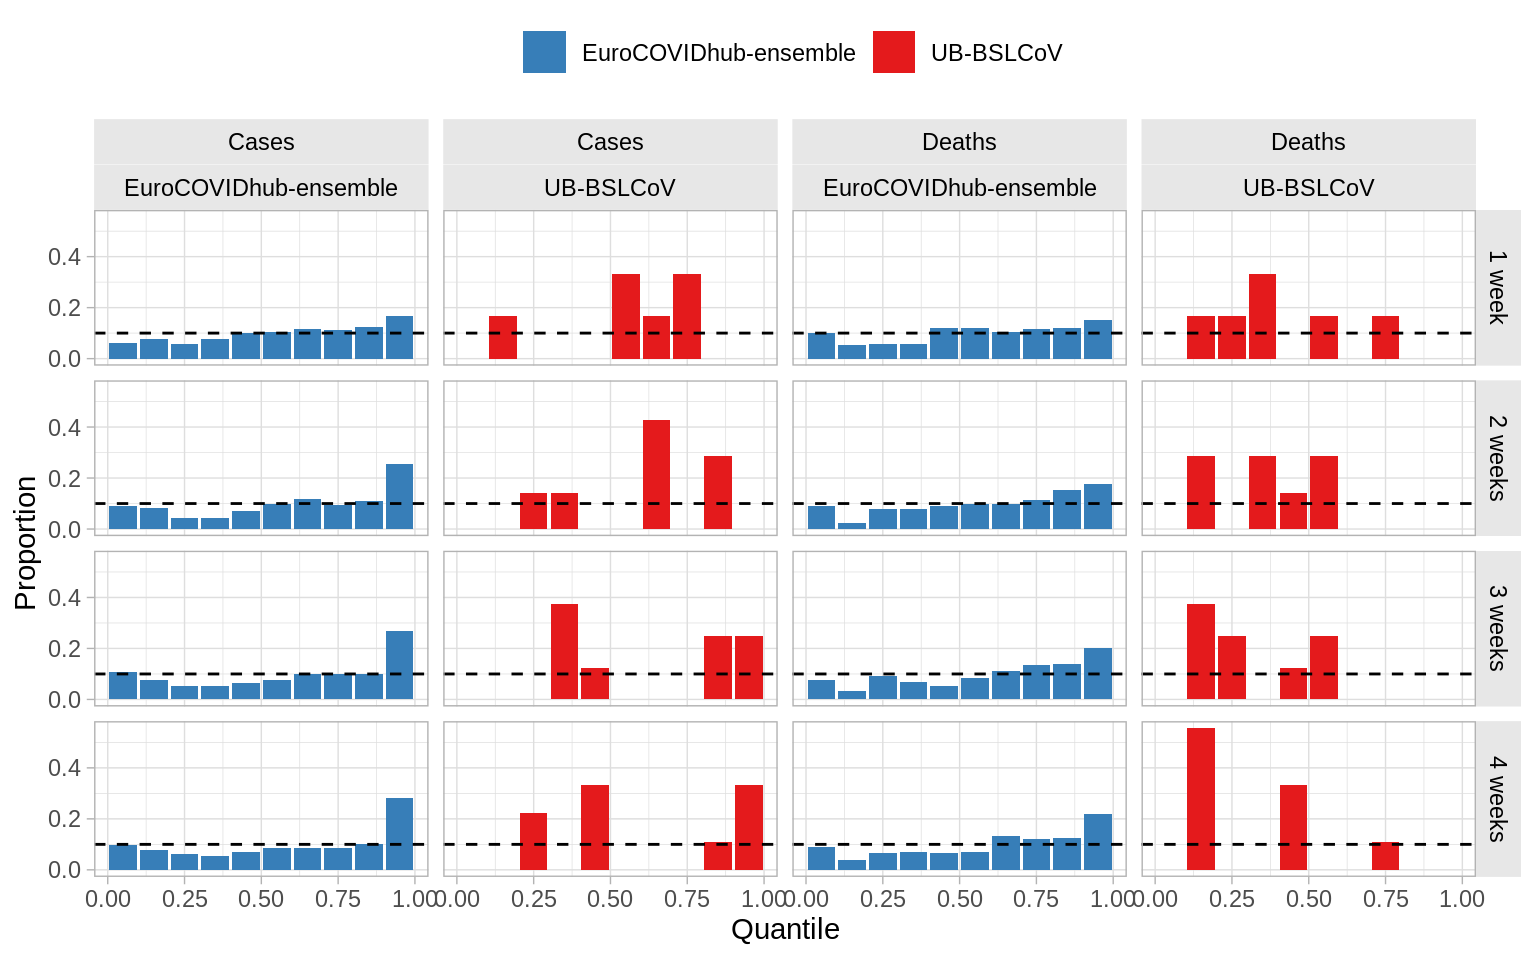 EuroCOVIDhub-ensemble UB-BSLCoV
Cases Cases Deaths Deaths
EuroCOVIDhub-ensemble UB-BSLCoV EuroCOVIDhub-ensemble UB-BSLCoV
0.4
0.2
0.0
1 week
0.4
0.2
0.0
2 weeks
0.4
0.2
0.0
3 weeks
0.4
0.2
0.0
4 weeks
Proportion
0.00 0.25 0.50 0.75 1.00 0.00 0.25 0.50 0.75 1.00 0.00 0.25 0.50 0.75 1.00 0.00 0.25 0.50 0.75 1.00
Quantile